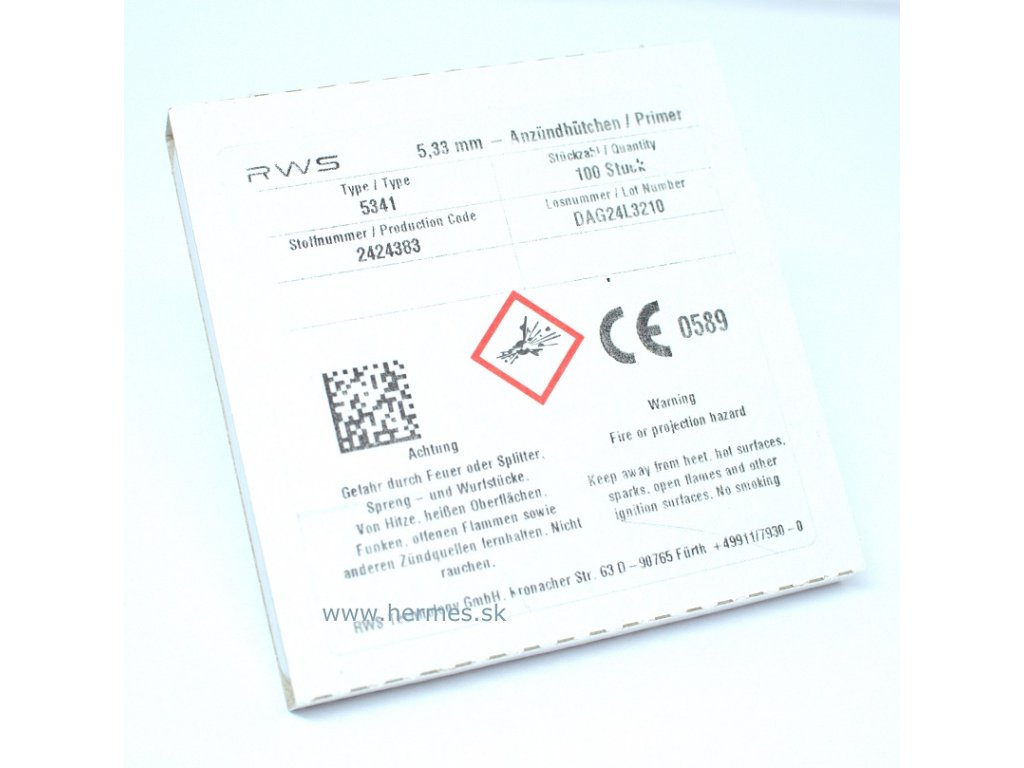 RWS
5,33 mm – Anzündhütchen / Primer
Type / Type
5341
Stückzahl / Quantity
100 Stück
Stoffnummer / Production Code
2424383
Losnummer / Lot Number
DAG24L3210
CE 0589
Achtung
Gefahr durch Feuer oder Splitter,
Spreng – und Wurfstücke.
Von Hitze, heißen Oberflächen,
Funken, offenen Flammen sowie
anderen Zündquellen fernhalten. Nicht
rauchen.
Warning
Fire or projection hazard
Keep away from heet, hot surfaces,
sparks, open flames and other
ignition surfaces. No smoking
RWS GmbH, Kronacher Str. 63 D – 90765 Fürth +49911/7930 – 0
www.hermes.sk